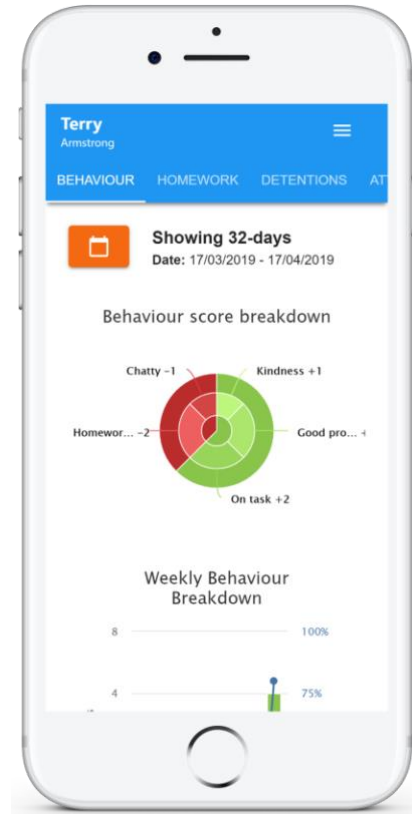 Terry
Armstrong
BEHAVIOUR HOMEWORK DETENTIONS AT
Showing 32-days
Date: 17/03/2019 - 17/04/2019
Behaviour score breakdown
Chatty -1
Kindness +1
Homewor... -2
Good pro...
On task +2
Weekly Behaviour
Breakdown
8
100%
4
75%